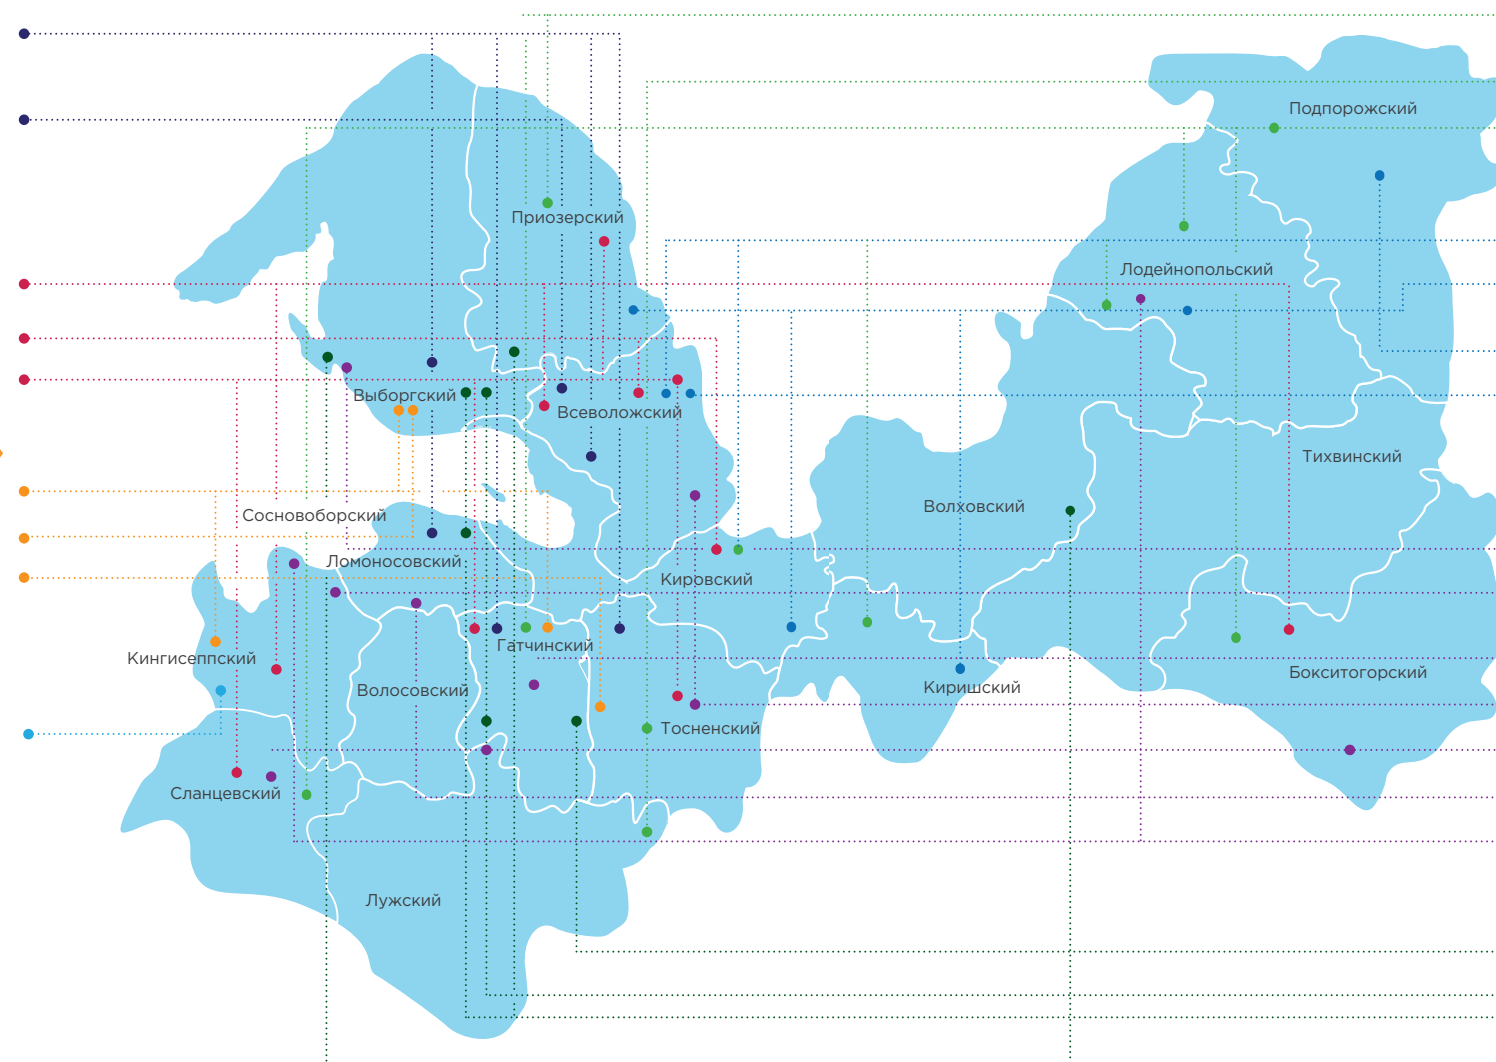 Подпорожский
Приозерский
Лодейнопольский
Выборгский
Всеволожский
Тихвинский
Волховский
Сосновоборский
Ломоносовский
Кировский
Гатчинский
Кингисеппский
Бокситогорский
Киришский
Волосовский
Тосненский
Сланцевский
Лужский